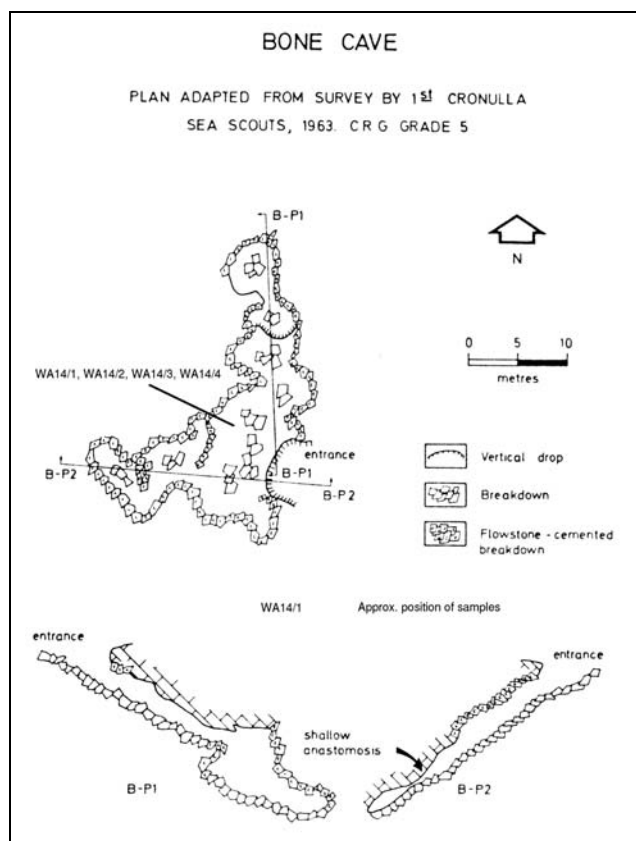 BONE CAVE
PLAN ADAPTED FROM SURVEY BY 1st CRONULLA
SEA SCOUTS, 1963. C R G GRADE 5
B-P1
N
WA14/1, WA14/2, WA14/3, WA14/4
0 5 10
metres
entrance
B-P2
B-P1
B-P2
Vertical drop
Breakdown
Flowstone - cemented
breakdown
WA14/1 Approx. position of samples
entrance
entrance
shallow
anastomosis
B-P1
B-P2